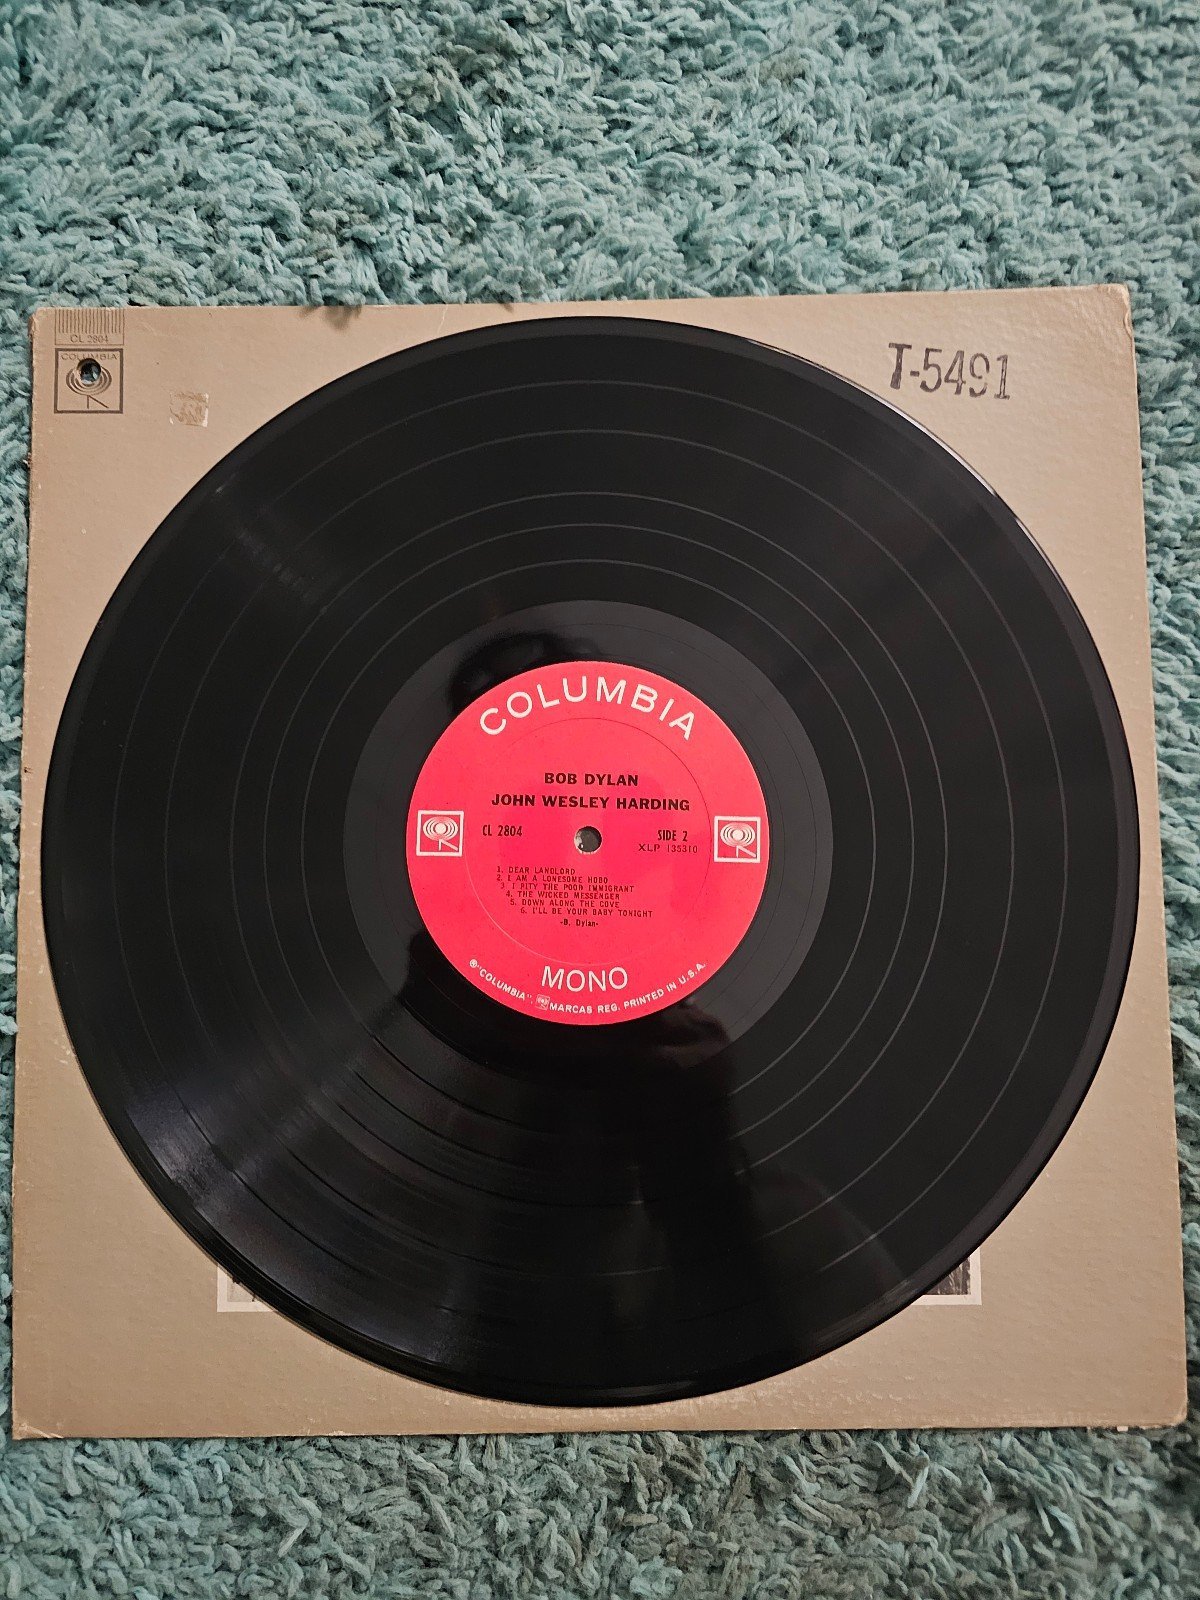 CL 2804
COLUMBIA
T-5491
COLUMBIA
BOB DYLAN
JOHN WESLEY HARDING
CL 2804
SIDE 2
XLP 135310
1. DEAR LANDLORD
2. I AM A LONESOME HOBO
3. I PITY THE POOR IMMIGRANT
4. THE WICKED MESSENGER
5. DOWN ALONG THE COVE
6. I'LL BE YOUR BABY TONIGHT
-B. Dylan-
MONO
®"COLUMBIA", MARCAS REG. PRINTED IN U.S.A.